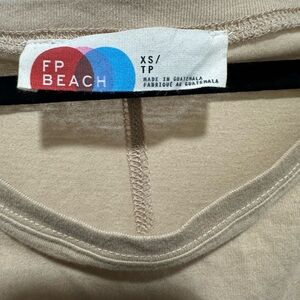 FP
BEACH
XS/
TP
MADE IN GUATEMALA
FABRIQUÉ AU GUATEMALA